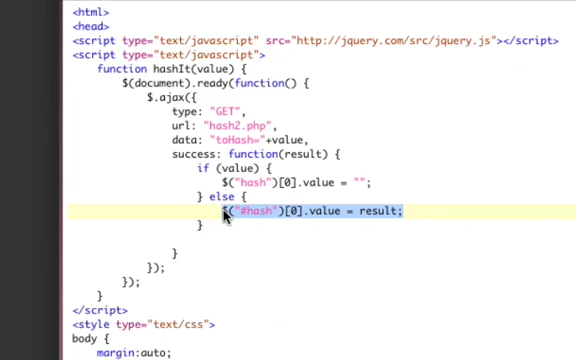 <html>
<head>
<script type="text/javascript" src="http://jquery.com/src/jquery.js"></script>
<script type="text/javascript">
function hashIt(value) {
$(document).ready(function() {
$.ajax({
type: "GET",
url: "hash2.php",
data: "toHash="+value,
success: function(result) {
if (value) {
$("hash")[0].value = "";
} else {
$("#hash")[0].value = result;
}
}
});
});
}
</script>
<style type="text/css">
body {
margin:auto;